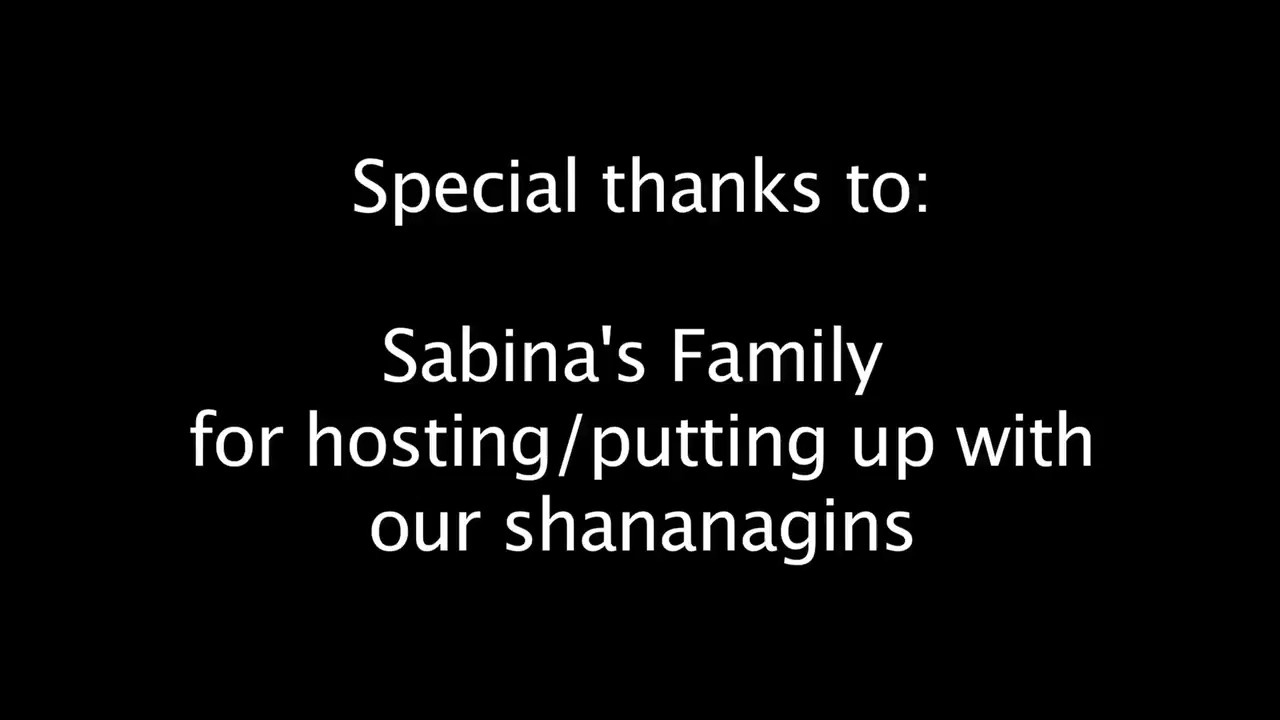 Special thanks to:
Sabina's Family
for hosting/putting up with
our shananagins